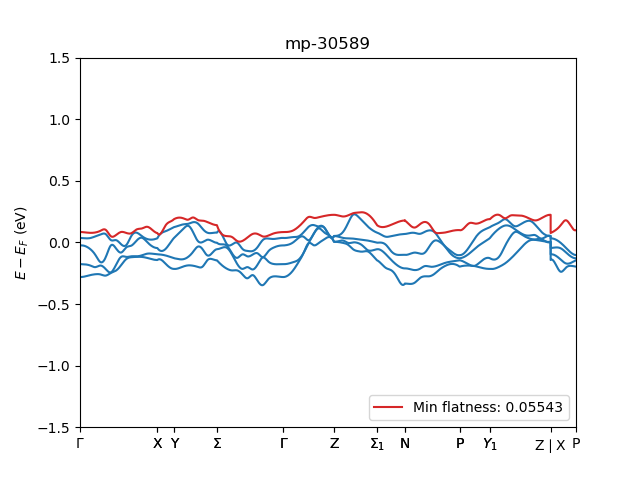 mp-30589
E − E_F (eV)
1.5
1.0
0.5
0.0
−0.5
−1.0
−1.5
Min flatness: 0.05543
Γ X Y Σ Γ Z Σ₁ N P Y₁ Z | X P